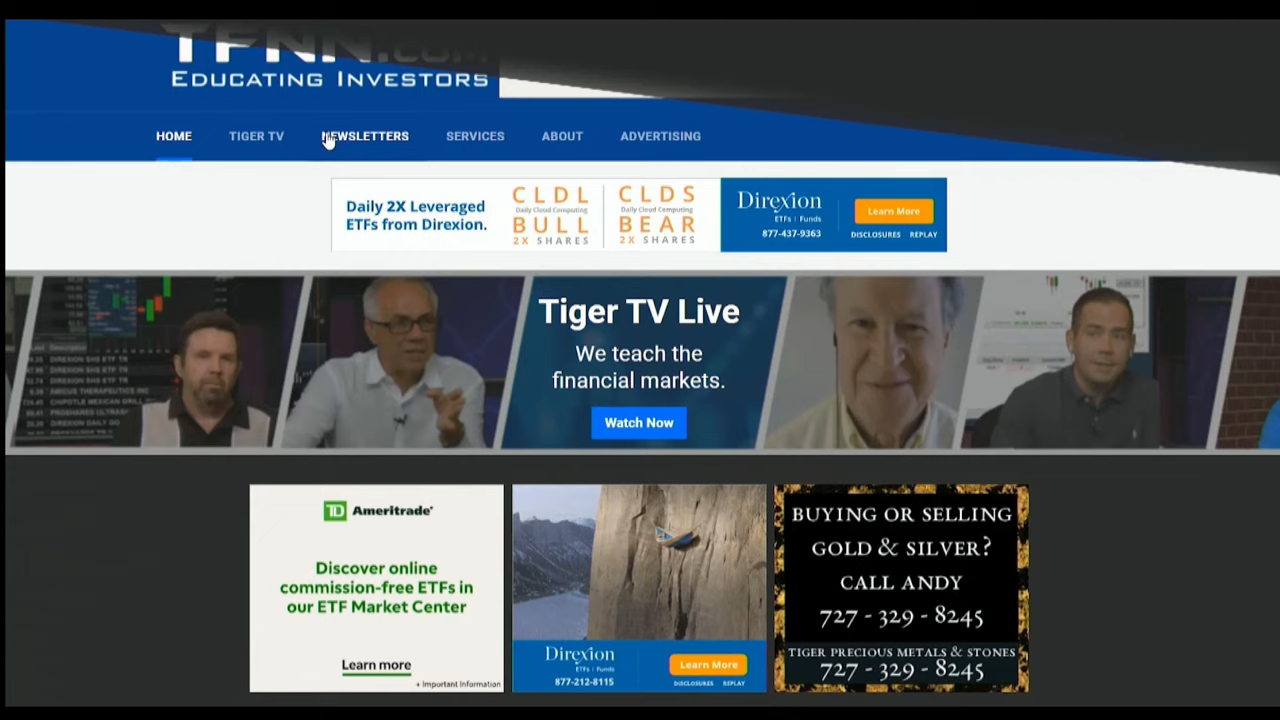 TFNN.com
EDUCATING INVESTORS
HOME TIGER TV NEWSLETTERS SERVICES ABOUT ADVERTISING
Daily 2X Leveraged
ETFs from Direxion.
CLDL
Daily Cloud Computing
BULL
2X SHARES
CLDS
Daily Cloud Computing
BEAR
2X SHARES
Direxion
ETFs | Funds
877-437-9363
Learn More
DISCLOSURES REPLAY
Tiger TV Live
We teach the
financial markets.
Watch Now
TD Ameritrade
Discover online
commission-free ETFs in
our ETF Market Center
Learn more
+ Important Information
Direxion
ETFs | Funds
877-212-8115
Learn More
DISCLOSURES REPLAY
BUYING OR SELLING
GOLD & SILVER?
CALL ANDY
727 - 329 - 8245
TIGER PRECIOUS METALS & STONES
727 - 329 - 8245